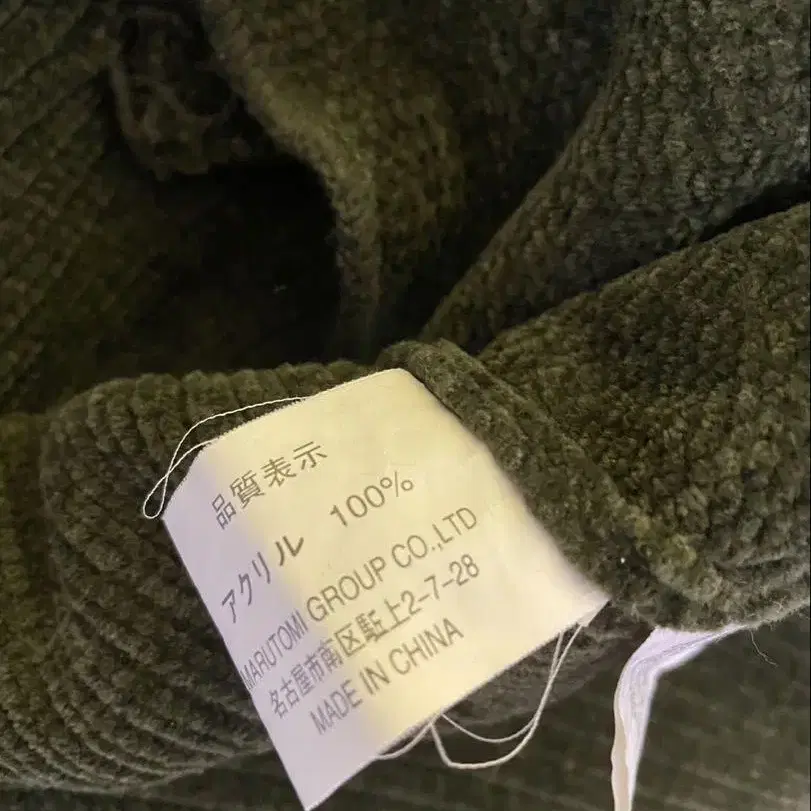 品質表示
アクリル 100%
MARUTOMI GROUP CO.,LTD
名古屋市南区駈上2-7-28
MADE IN CHINA